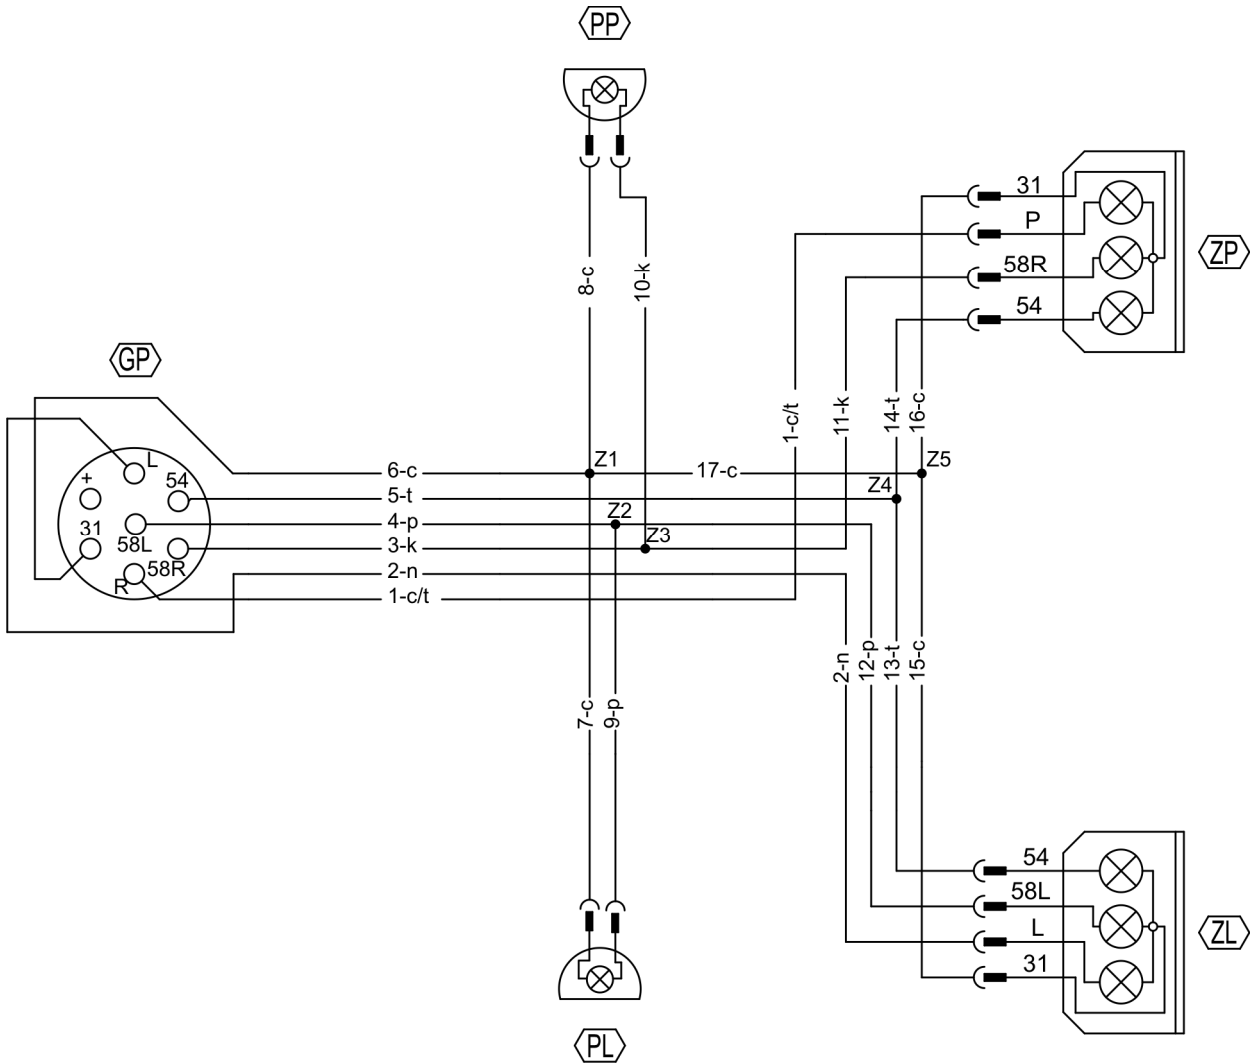 PP
31
P
58R
ZP
8-c
10-k
54
GP
1-c/t
11-k
14-t
16-c
L
6-c
Z1
17-c
Z5
+
54
5-t
Z4
31
4-p
Z2
58L
3-k
Z3
58R
2-n
R
1-c/t
2-n
12-p
13-t
15-c
7-c
9-p
54
58L
L
ZL
31
PL